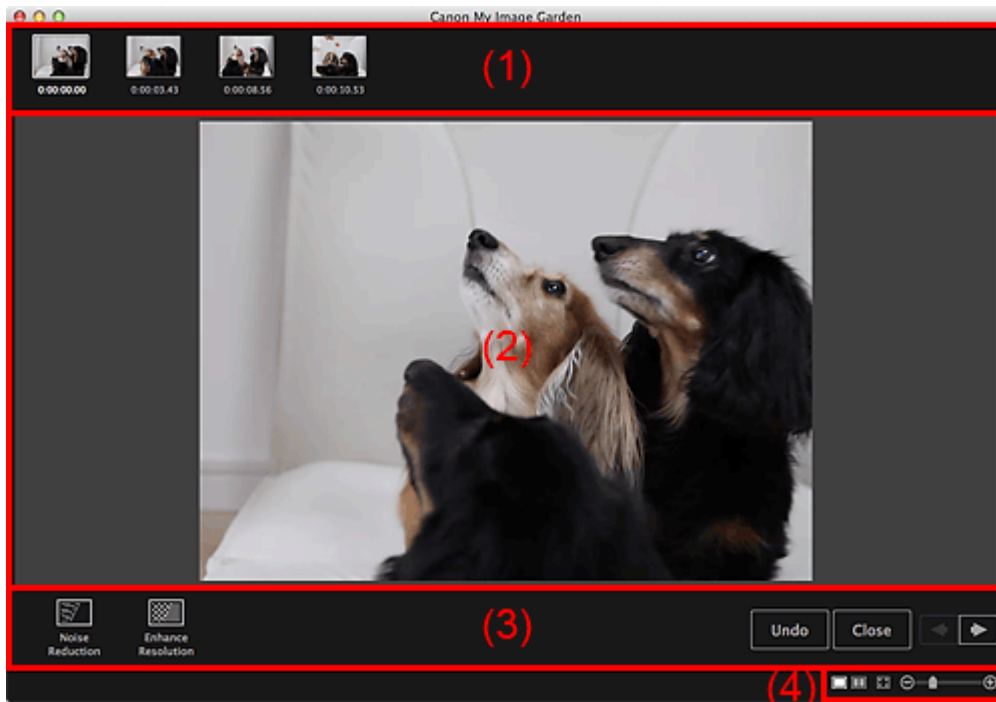 Canon My Image Garden
(1)
0:00:00.00 0:00:03.43 0:00:08.56 0:00:10.53
(2)
Noise Reduction
Enhance Resolution
(3)
Undo
Close
(4)